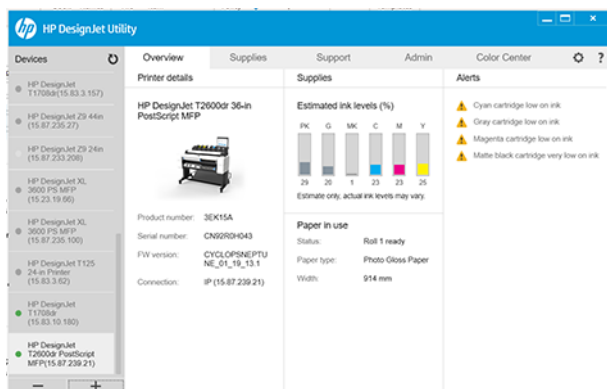 hp HP DesignJet Utility
Devices
Overview
Supplies
Support
Admin
Color Center
?
HP DesignJet
T1708dr(15.83.3.157)
HP DesignJet Z9 44in
(15.87.235.27)
HP DesignJet Z9 24in
(15.87.233.208)
HP DesignJet XL
3600 PS MFP
(15.23.19.66)
HP DesignJet XL
3600 PS MFP
(15.87.235.100)
HP DesignJet T125
24-in Printer
(15.83.3.62)
HP DesignJet
T1708dr
(15.83.10.180)
HP DesignJet
T2600dr PostScript
MFP(15.87.239.21)
Printer details
HP DesignJet T2600dr 36-in
PostScript MFP
Product number: 3EK15A
Serial number: CN92R0H043
FW version: CYCLOPSNEPTU
NE_01_19_13.1
Connection: IP (15.87.239.21)
Supplies
Estimated ink levels (%)
PK G MK C M Y
29 20 1 23 23 25
Estimate only, actual ink levels may vary.
Paper in use
Status: Roll 1 ready
Paper type: Photo Gloss Paper
Width: 914 mm
Alerts
Cyan cartridge low on ink
Gray cartridge low on ink
Magenta cartridge low on ink
Matte black cartridge very low on ink